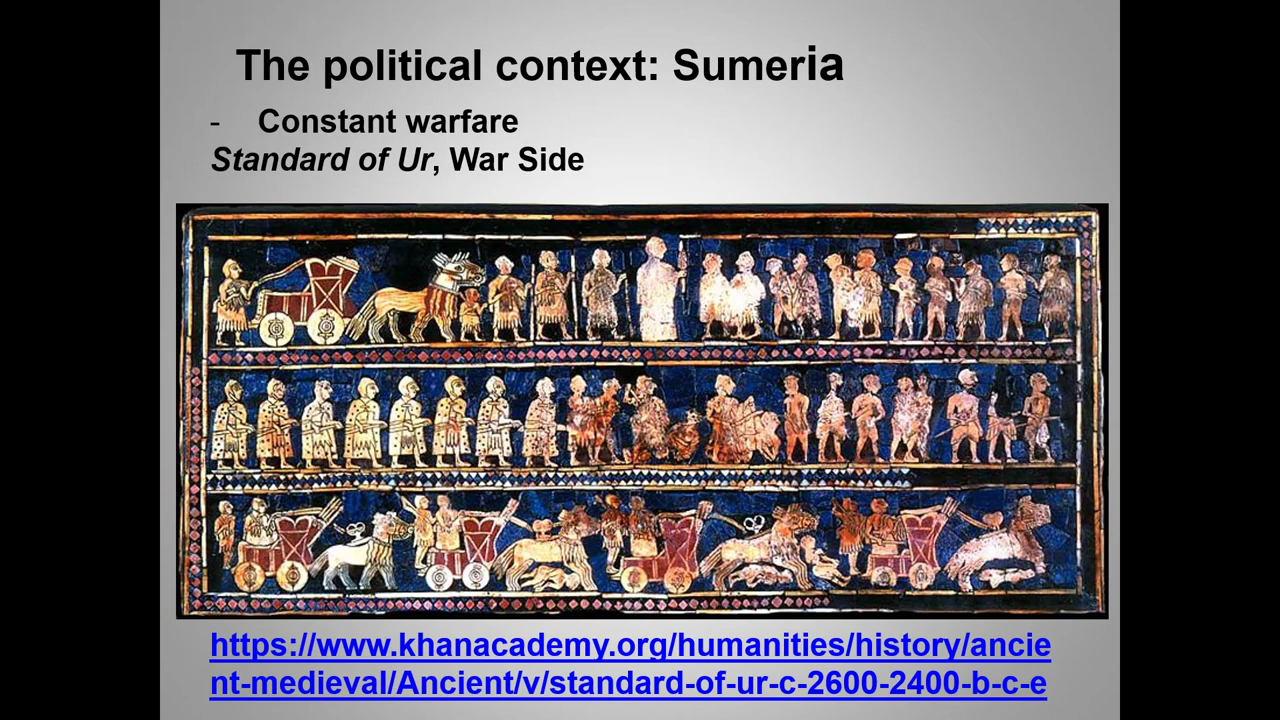 The political context: Sumeria
- Constant warfare
Standard of Ur, War Side
https://www.khanacademy.org/humanities/history/ancie
nt-medieval/Ancient/v/standard-of-ur-c-2600-2400-b-c-e